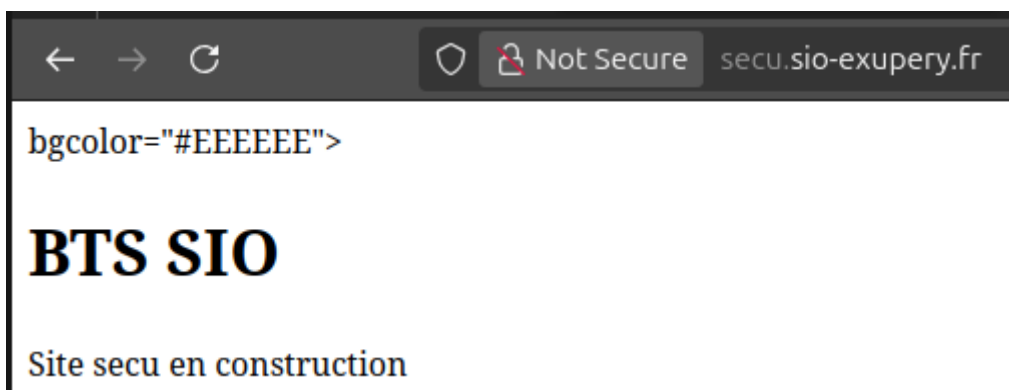 Not Secure secu.sio-exupery.fr
bgcolor="#EEEEEE">
BTS SIO
Site secu en construction